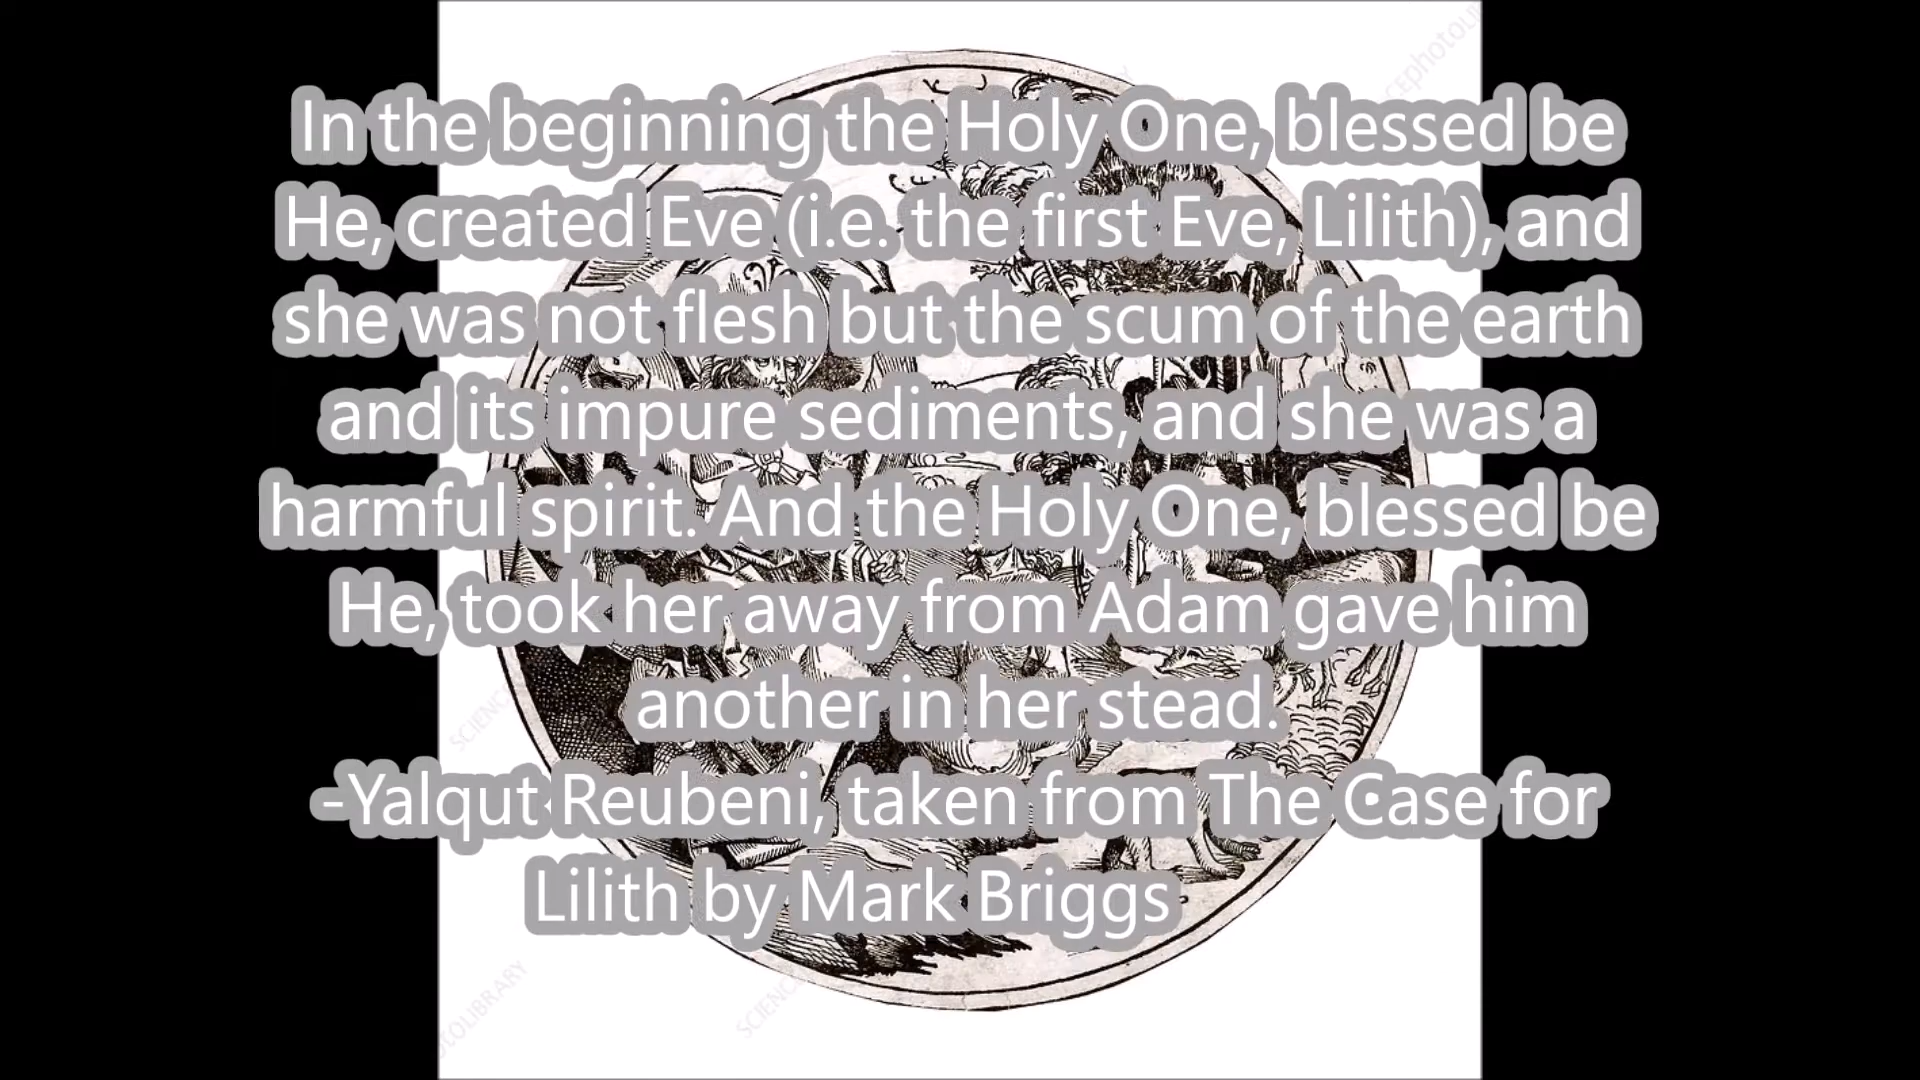 In the beginning the Holy One, blessed be
He, created Eve (i.e. the first Eve, Lilith), and
she was not flesh but the scum of the earth
and its impure sediments, and she was a
harmful spirit. And the Holy One, blessed be
He, took her away from Adam gave him
another in her stead.
-Yalqut Reubeni, taken from The Case for
Lilith by Mark Briggs